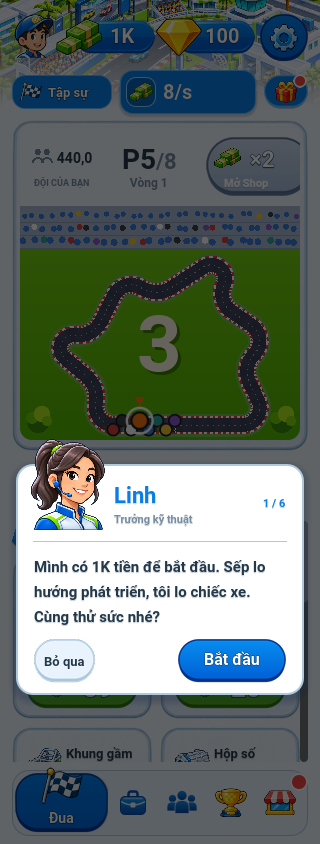 1K
100
Tập sự
8/s
440,0
P5/8
×2
ĐỘI CỦA BẠN
Vòng 1
Mở Shop
3
Linh
Trưởng kỹ thuật
1 / 6
Mình có 1K tiền để bắt đầu. Sếp lo
hướng phát triển, tôi lo chiếc xe.
Cùng thử sức nhé?
Bỏ qua
Bắt đầu
Khung gầm
Hộp số
Đua